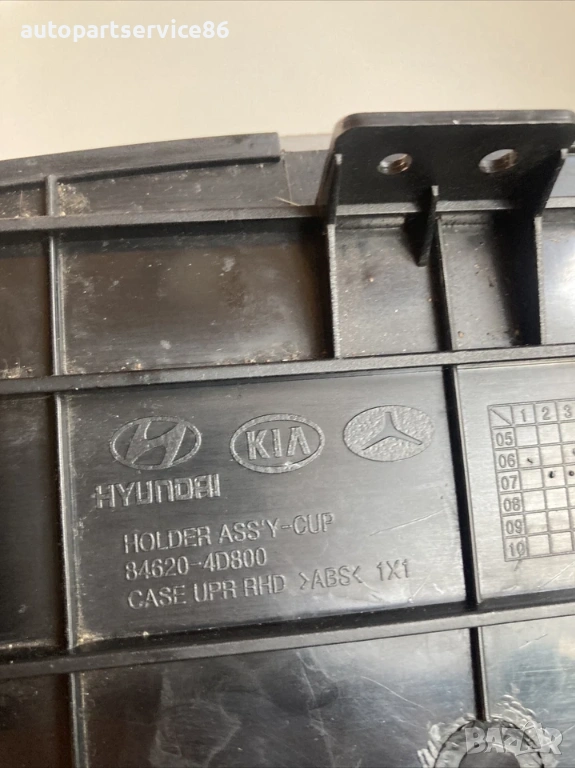 autopartservice86
KIA
HYUNDAI
HOLDER ASS'Y-CUP
84620-4D800
CASE UPR RHD >ABS< 1X1
1 2 3
05
06
07
08
09
10
BAZAR